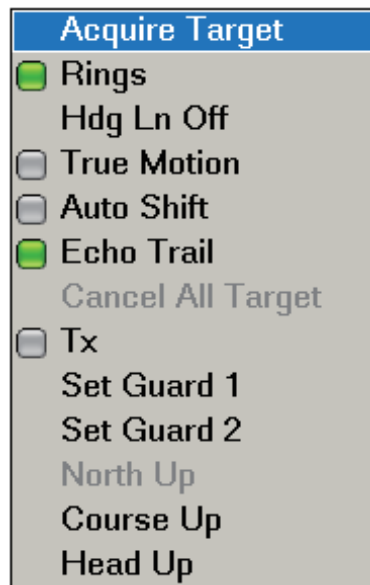 Acquire Target
Rings
Hdg Ln Off
True Motion
Auto Shift
Echo Trail
Cancel All Target
Tx
Set Guard 1
Set Guard 2
North Up
Course Up
Head Up